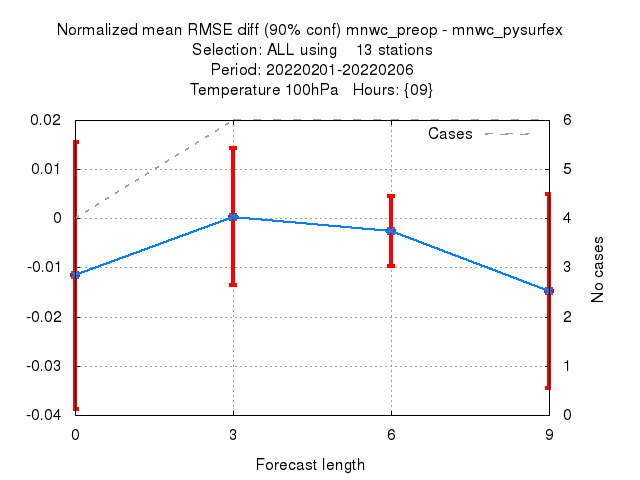 Normalized mean RMSE diff (90% conf) mnwc_preop - mnwc_pysurfex
Selection: ALL using    13 stations
Period: 20220201-20220206
Temperature 100hPa   Hours: {09}
0.02
0.01
0
-0.01
-0.02
-0.03
-0.04
Cases
6
5
4
3
2
1
0
No cases
0
3
6
9
Forecast length